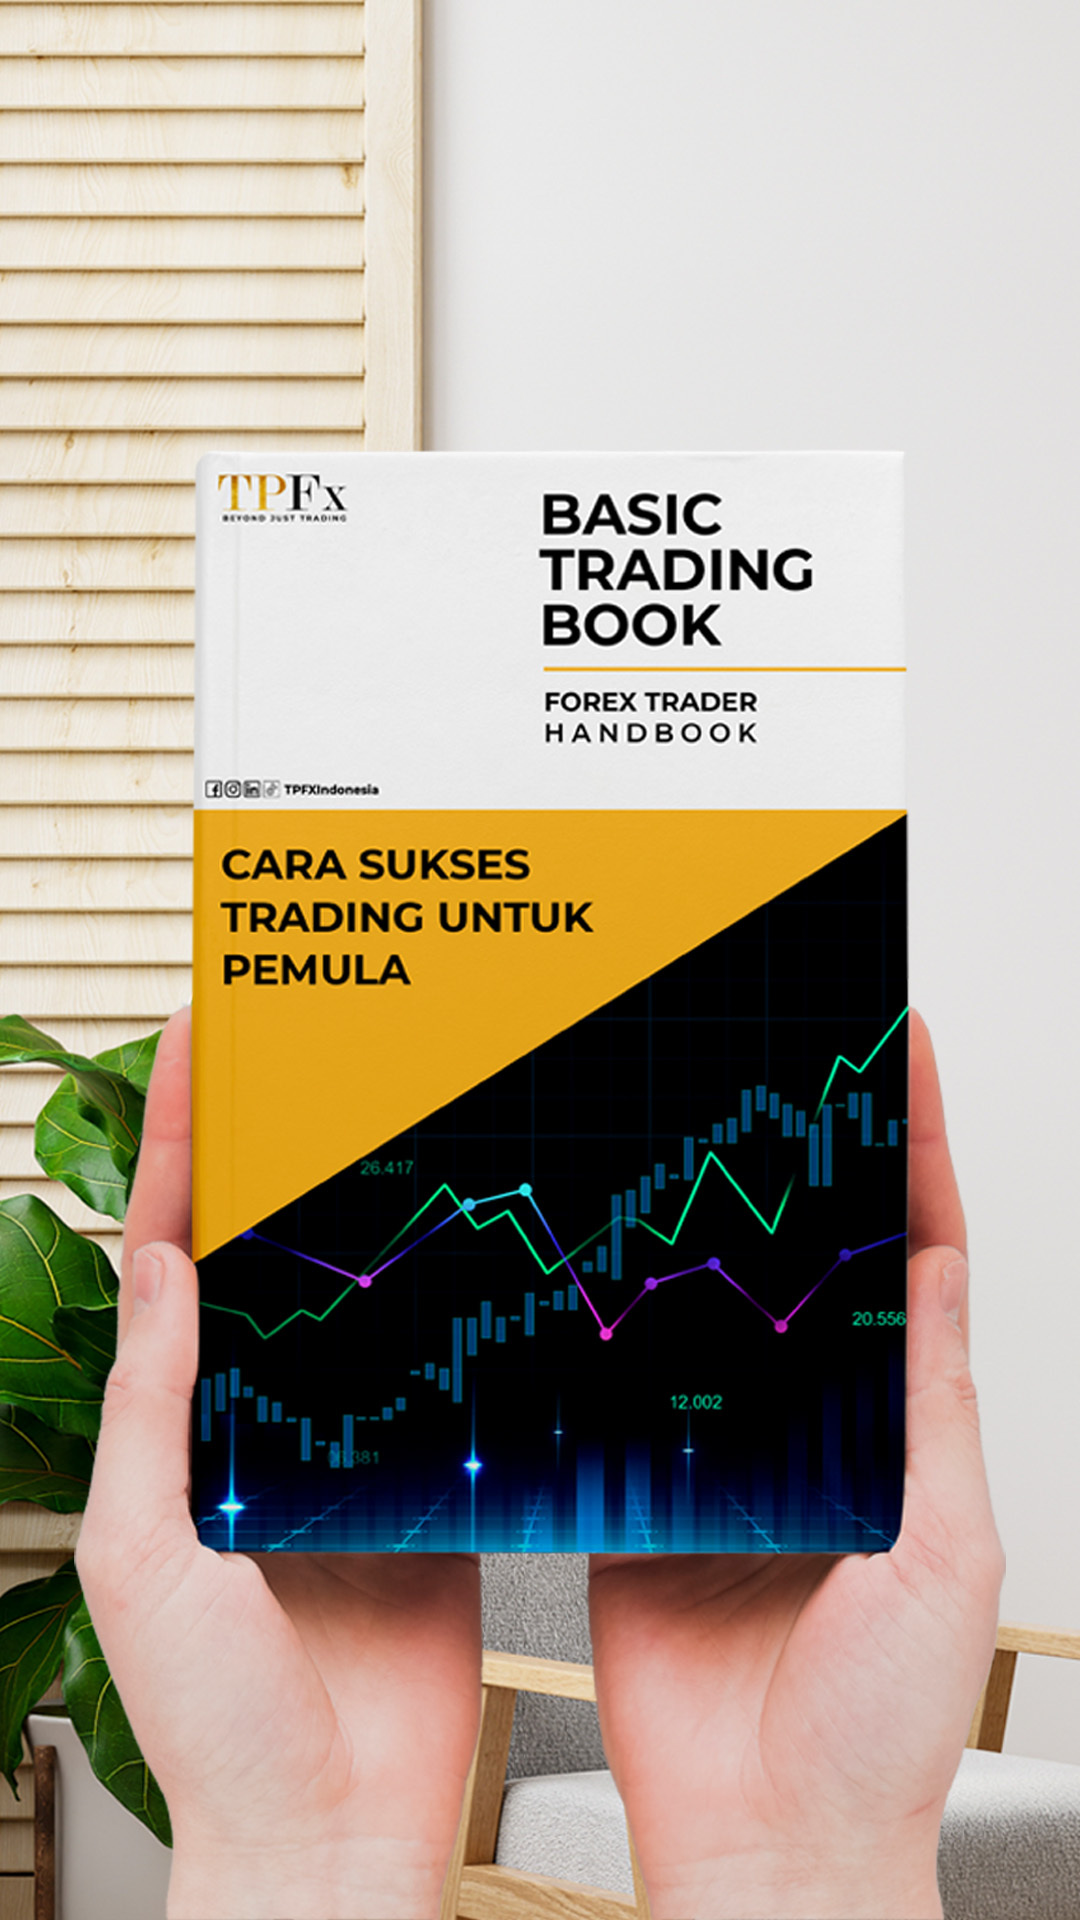 TPFx
BEYOND JUST TRADING
BASIC
TRADING
BOOK
FOREX TRADER
HANDBOOK
TPFXIndonesia
CARA SUKSES
TRADING UNTUK
PEMULA
26.417
20.556
12.002